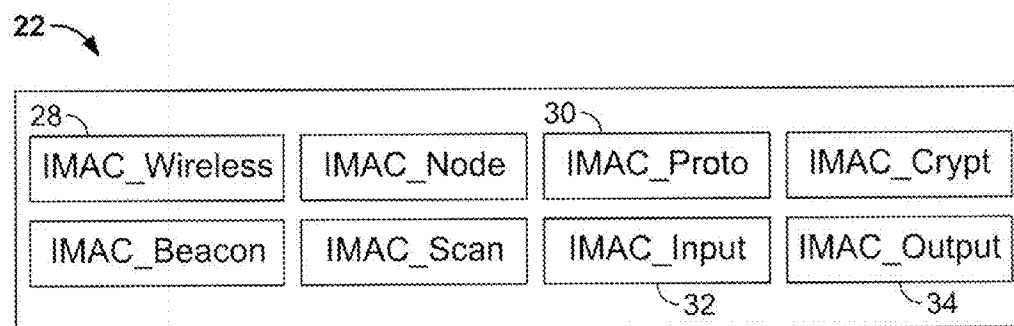 22
28 30
IMAC_Wireless IMAC_Node IMAC_Proto IMAC_Crypt
IMAC_Beacon IMAC_Scan IMAC_Input IMAC_Output
32 34